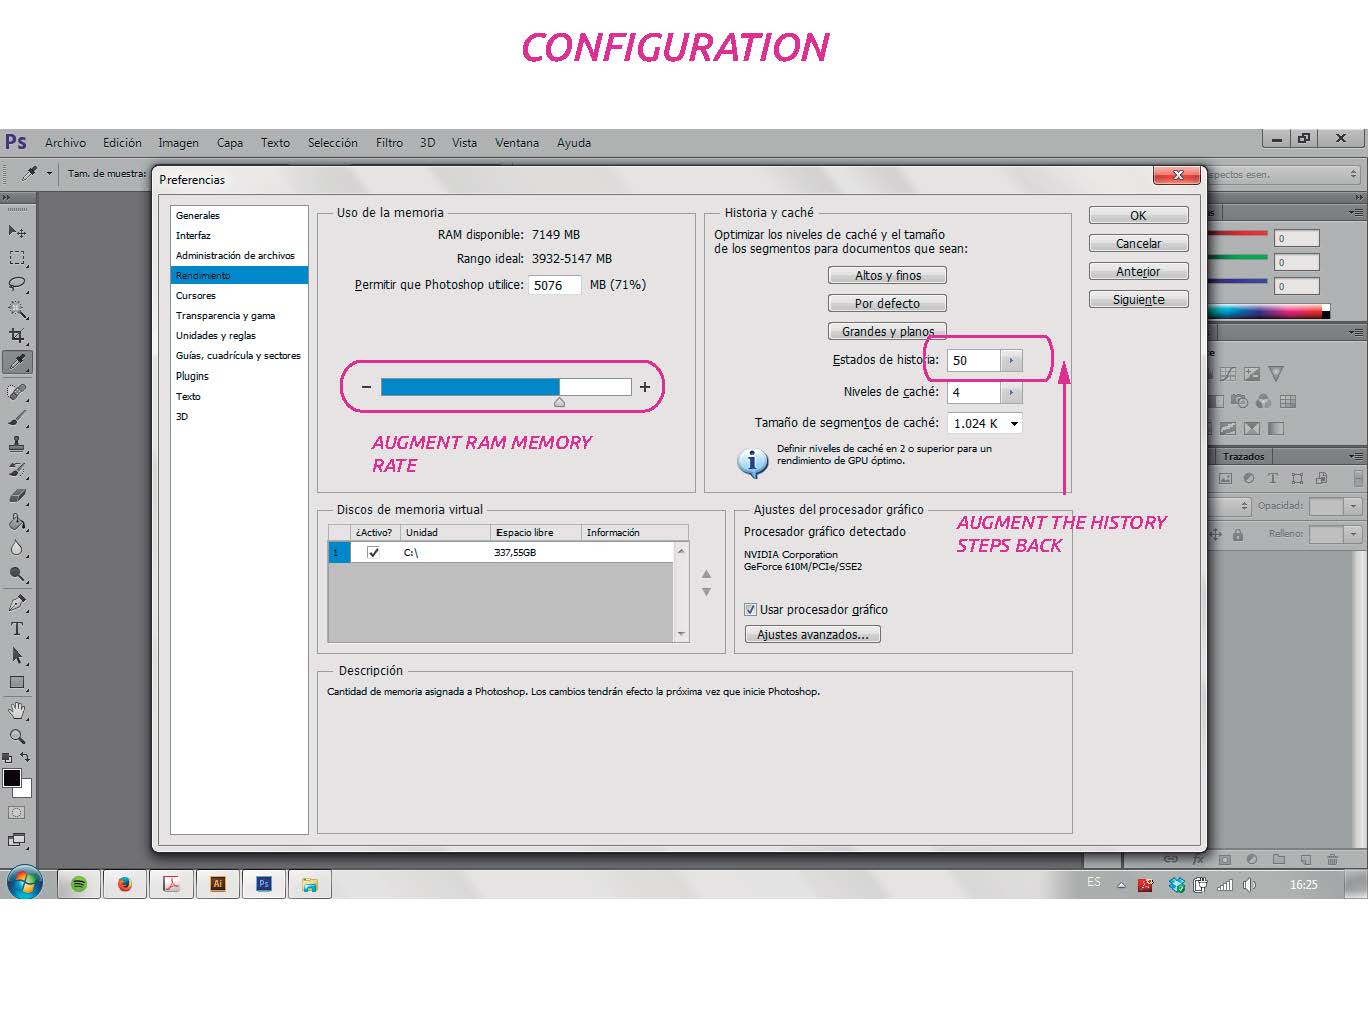 CONFIGURATION
Ps Archivo Edición Imagen Capa Texto Selección Filtro 3D Vista Ventana Ayuda
Tam. de muestra:
Preferencias
Generales
Interfaz
Administración de archivos
Rendimiento
Cursores
Transparencia y gama
Unidades y reglas
Guías, cuadrícula y sectores
Plugins
Texto
3D
Uso de la memoria
RAM disponible: 7149 MB
Rango ideal: 3932-5147 MB
Permitir que Photoshop utilice: 5076 MB (71%)
AUGMENT RAM MEMORY
RATE
Historia y caché
Optimizar los niveles de caché y el tamaño
de los segmentos para documentos que sean:
Altos y finos
Por defecto
Grandes y planos
Estados de historia: 50
Niveles de caché: 4
Tamaño de segmentos de caché: 1.024 K
Definir niveles de caché en 2 o superior para un
rendimiento de GPU óptimo.
OK
Cancelar
Anterior
Siguiente
Discos de memoria virtual
¿Activo? Unidad Espacio libre Información
1 C:\ 337,55GB
Ajustes del procesador gráfico
Procesador gráfico detectado
NVIDIA Corporation
GeForce 610M/PCIe/SSE2
Usar procesador gráfico
Ajustes avanzados...
AUGMENT THE HISTORY
STEPS BACK
Descripción
Cantidad de memoria asignada a Photoshop. Los cambios tendrán efecto la próxima vez que inicie Photoshop.
esen.
0
0
0
Trazados
Opacidad:
Relleno:
Ai Ps
ES 16:25